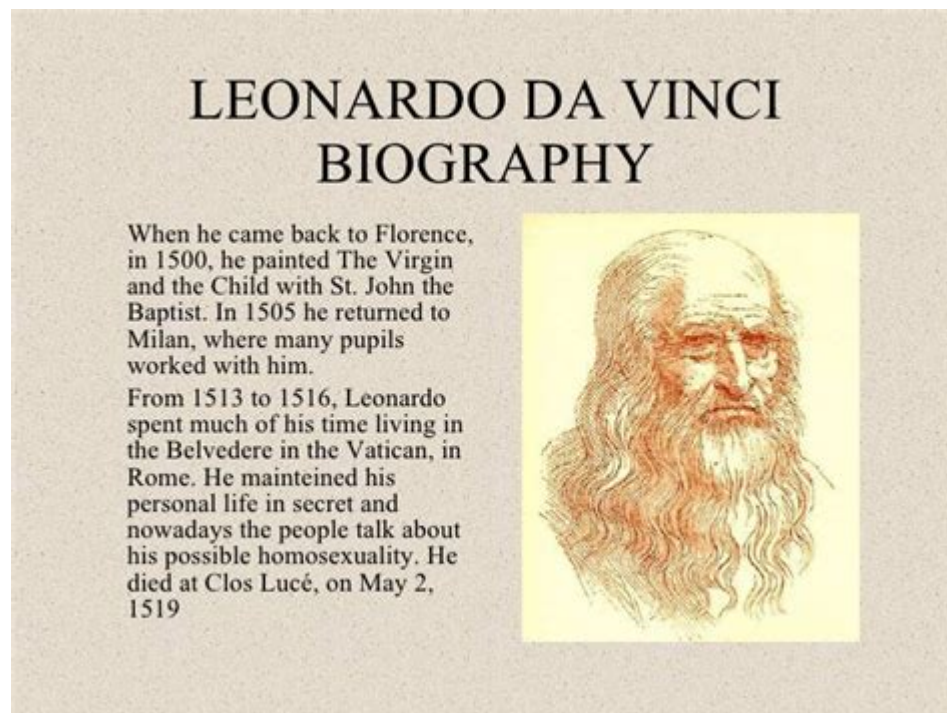 LEONARDO DA VINCI
BIOGRAPHY
When he came back to Florence,
in 1500, he painted The Virgin
and the Child with St. John the
Baptist. In 1505 he returned to
Milan, where many pupils
worked with him.
From 1513 to 1516, Leonardo
spent much of his time living in
the Belvedere in the Vatican, in
Rome. He mainteined his
personal life in secret and
nowadays the people talk about
his possible homosexuality. He
died at Clos Lucé, on May 2,
1519